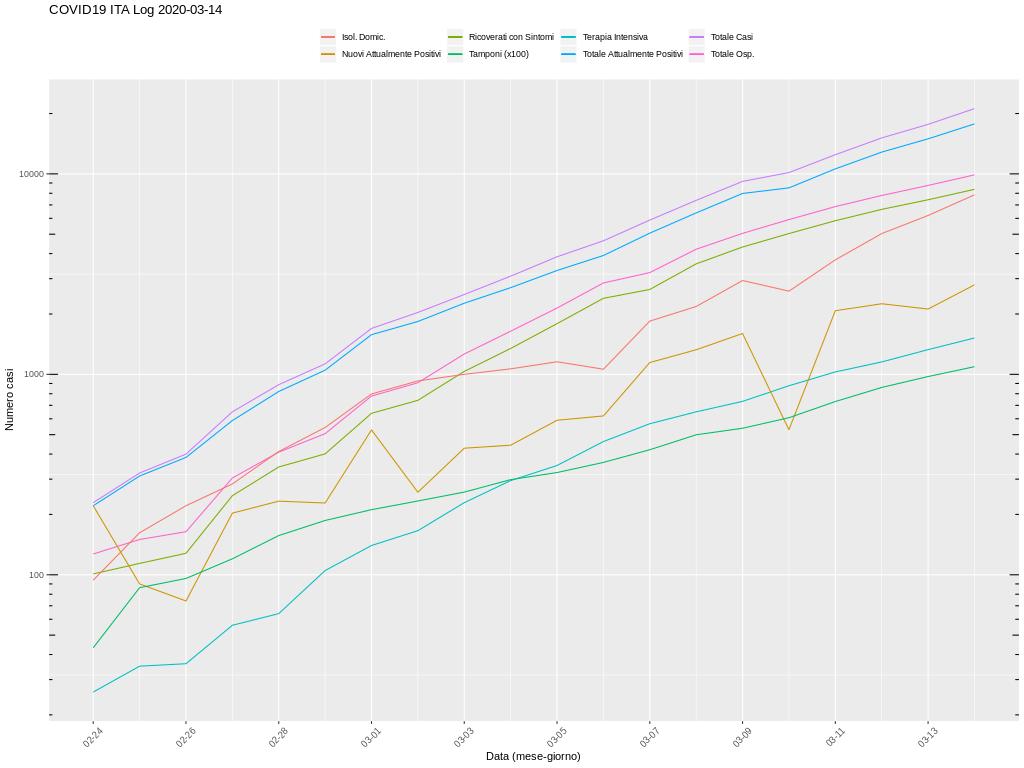 COVID19 ITA Log 2020-03-14
Isol. Domic. Ricoverati con Sintomi Terapia Intensiva Totale Casi
Nuovi Attualmente Positivi Tamponi (x100) Totale Attualmente Positivi Totale Osp.
Numero casi
10000
1000
100
02-24 02-26 02-28 03-01 03-03 03-05 03-07 03-09 03-11 03-13
Data (mese-giorno)